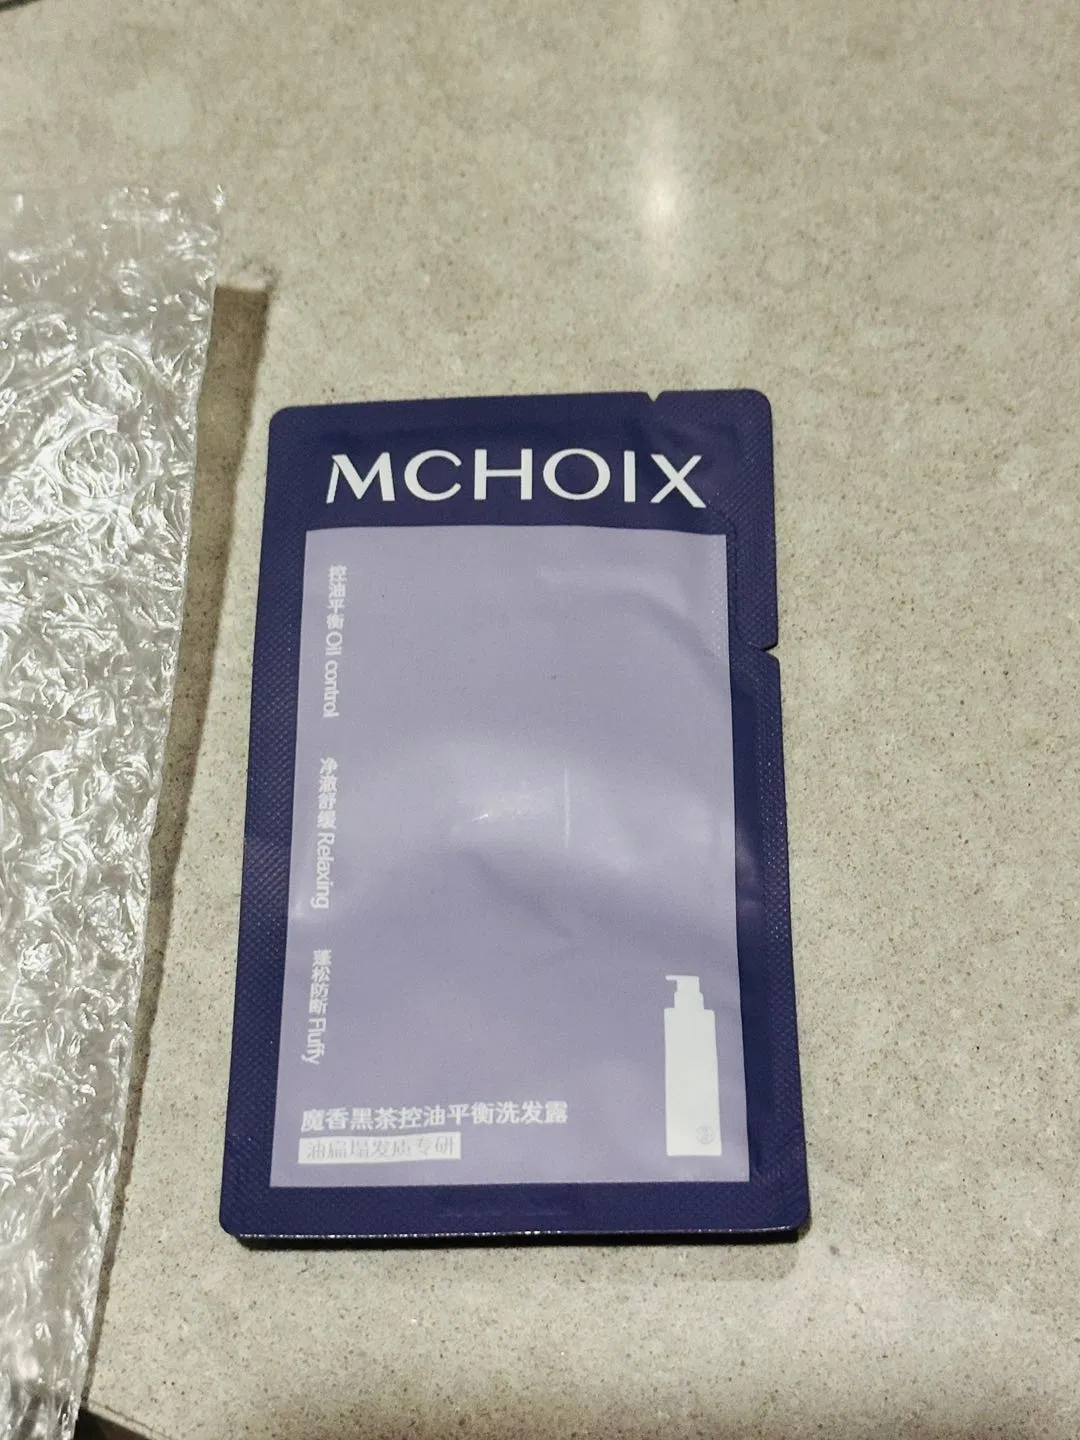 MCHOIX
控油平衡 Oil control
净澈舒缓 Relaxing
蓬松防断 Fluffy
魔香黑茶控油平衡洗发露
油扁塌发质专研